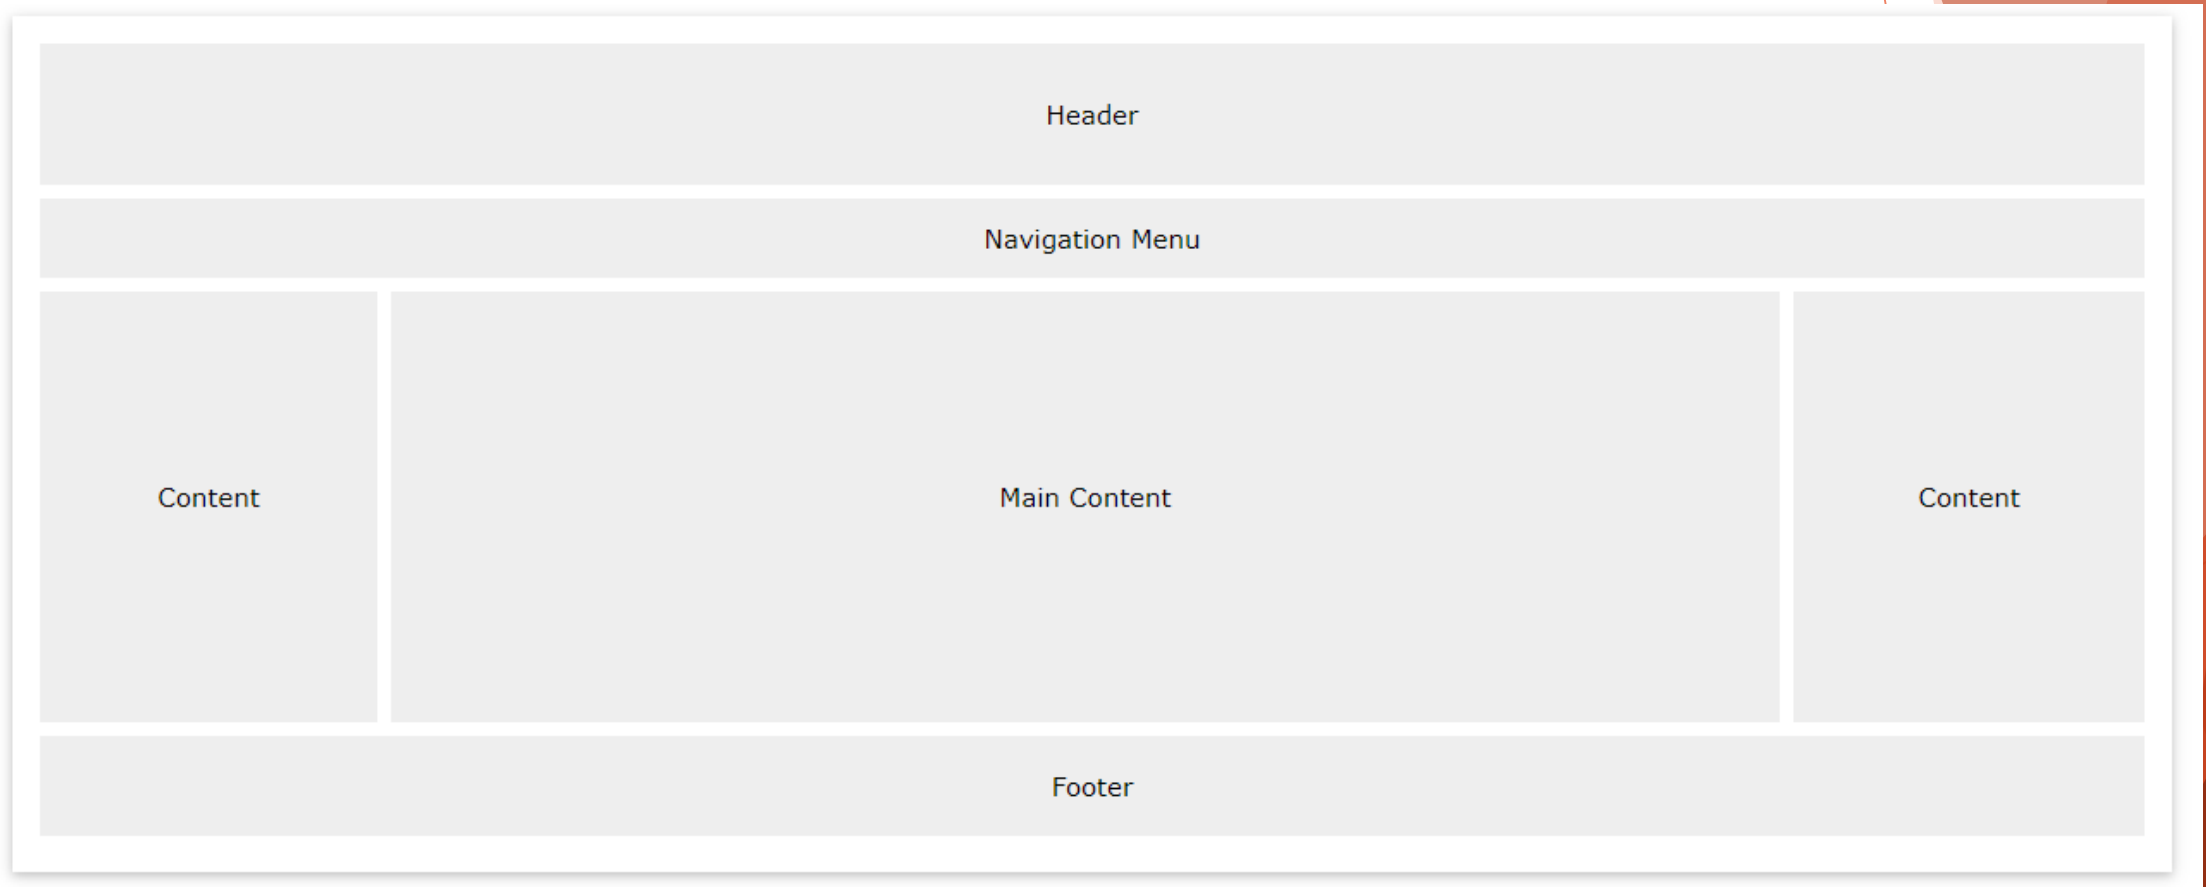 Header
Navigation Menu
Content
Main Content
Content
Footer